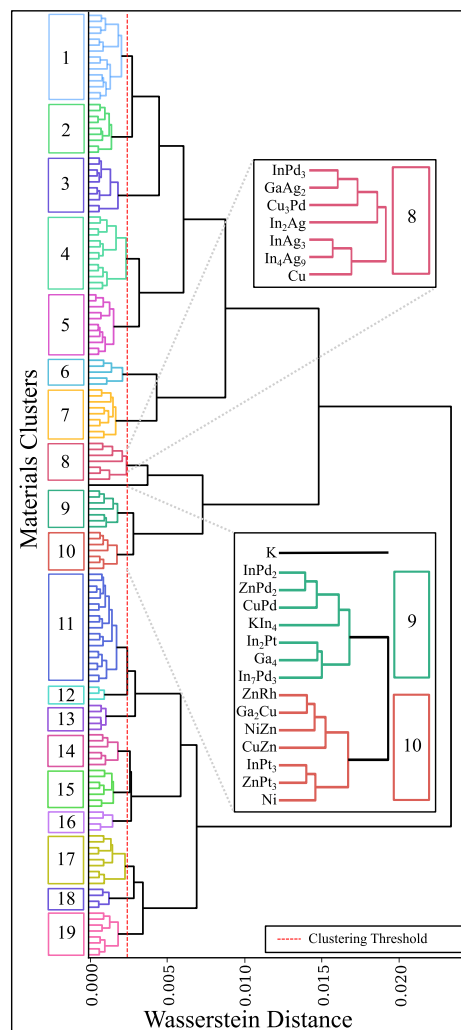 Materials Clusters
1
2
3
4
5
6
7
8
9
10
11
12
13
14
15
16
17
18
19
InPd3
GaAg2
Cu3Pd
In2Ag
InAg3
In4Ag9
Cu
8
K
InPd2
ZnPd2
CuPd
KIn4
In2Pt
Ga4
In7Pd3
9
ZnRh
Ga2Cu
NiZn
CuZn
InPt3
ZnPt3
Ni
10
Clustering Threshold
0.000
0.005
0.010
0.015
0.020
Wasserstein Distance